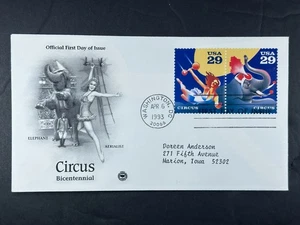 Official First Day of Issue
USA
29
USA
29
CIRCUS
CIRCUS
WASHINGTON, DC
APR 6
1993
20066
ELEPHANT
AERIALIST
Circus
Bicentennial
Doreen Anderson
271 Fifth Avenue
Marion, Iowa 52302